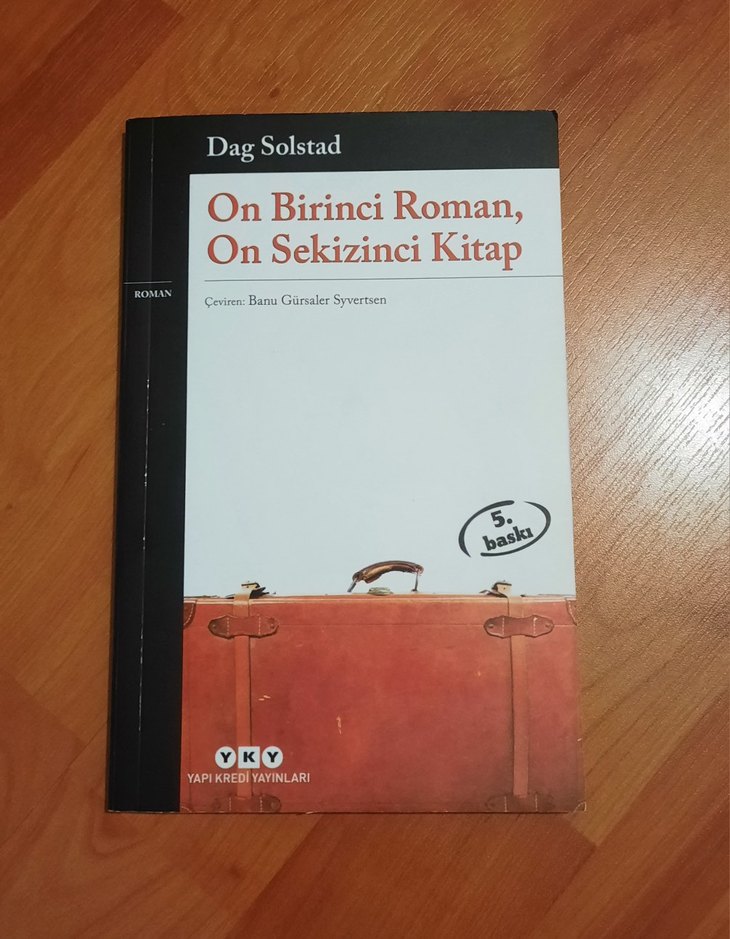 Dag Solstad
On Birinci Roman,
On Sekizinci Kitap
ROMAN
Çeviren: Banu Gürsaler Syvertsen
5.
baskı
YKY
YAPI KREDİ YAYINLARI